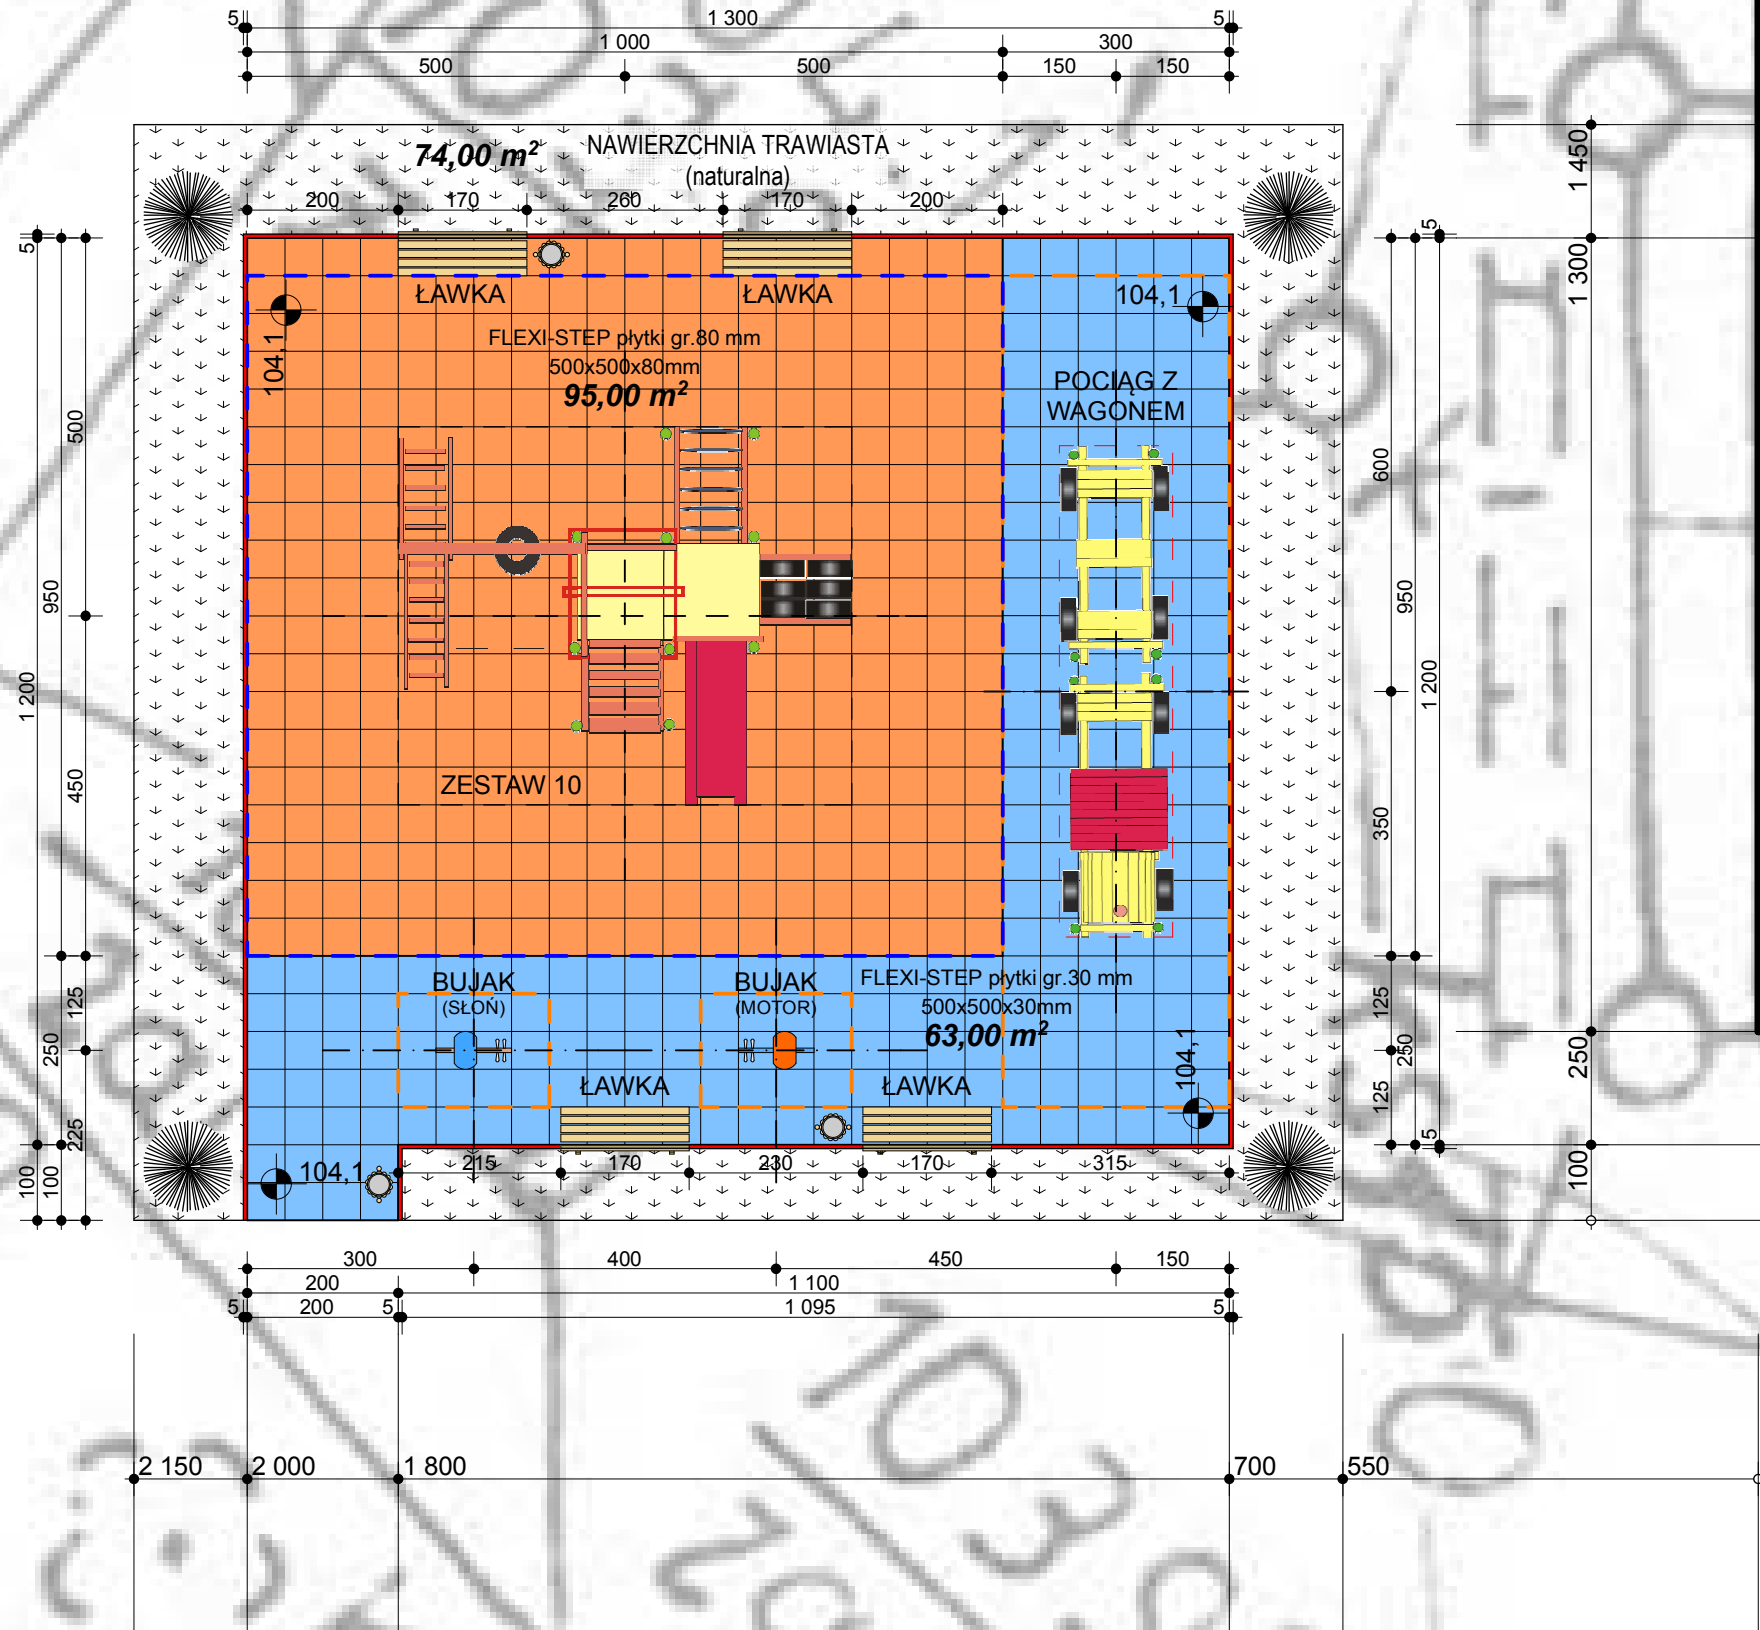 5 1 300 5
1 000 300
500 500 150 150
74,00 m²
NAWIERZCHNIA TRAWIASTA
(naturalna)
200 170 260 170 200
ŁAWKA
ŁAWKA
104,1
104,1
FLEXI-STEP płytki gr.80 mm
500x500x80mm
95,00 m²
POCIĄG Z
WAGONEM
ZESTAW 10
BUJAK
(SŁOŃ)
BUJAK
(MOTOR)
FLEXI-STEP płytki gr.30 mm
500x500x30mm
63,00 m²
104,1
ŁAWKA
ŁAWKA
104,1
215 170 230 170 315
300 400 450 150
200 1 100
5 200 5 1 095 5
2 150 2 000 1 800 700 550
5
1 200
100
950
250
100
500
450
125
225
600
350
125
125
950
250
5
1 200
5
1 450
1 300
250
100